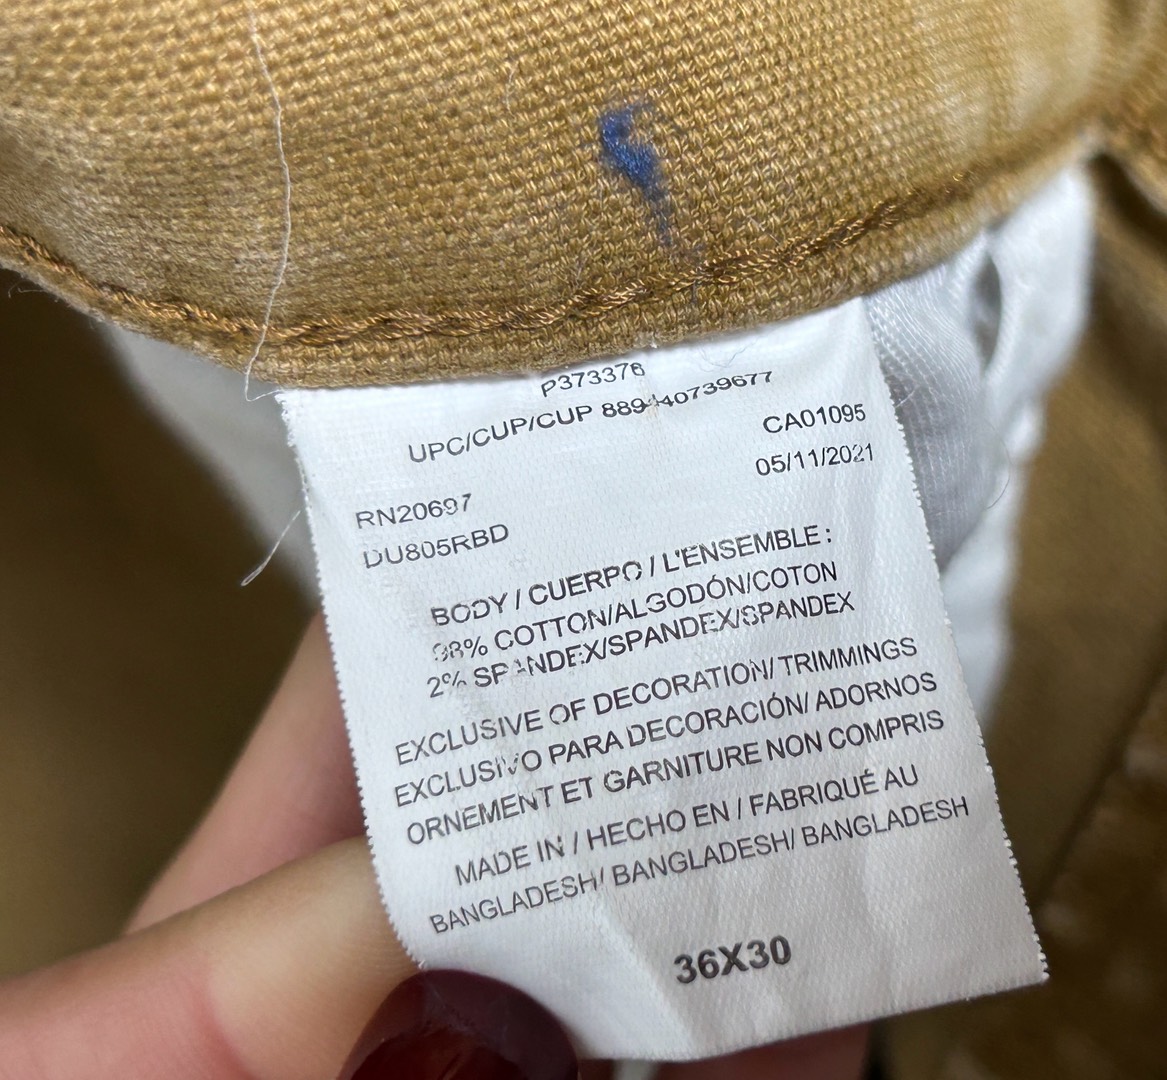 P373376
UPC/CUP/CUP 889440739677
CA01095
05/11/2021
RN20697
DU805RBD
BODY / CUERPO / L'ENSEMBLE :
98% COTTON/ALGODÓN/COTON
2% SPANDEX/SPANDEX/SPANDEX
EXCLUSIVE OF DECORATION/ TRIMMINGS
EXCLUSIVO PARA DECORACIÓN/ ADORNOS
ORNEMENT ET GARNITURE NON COMPRIS
MADE IN / HECHO EN / FABRIQUÉ AU
BANGLADESH/ BANGLADESH/ BANGLADESH
36X30